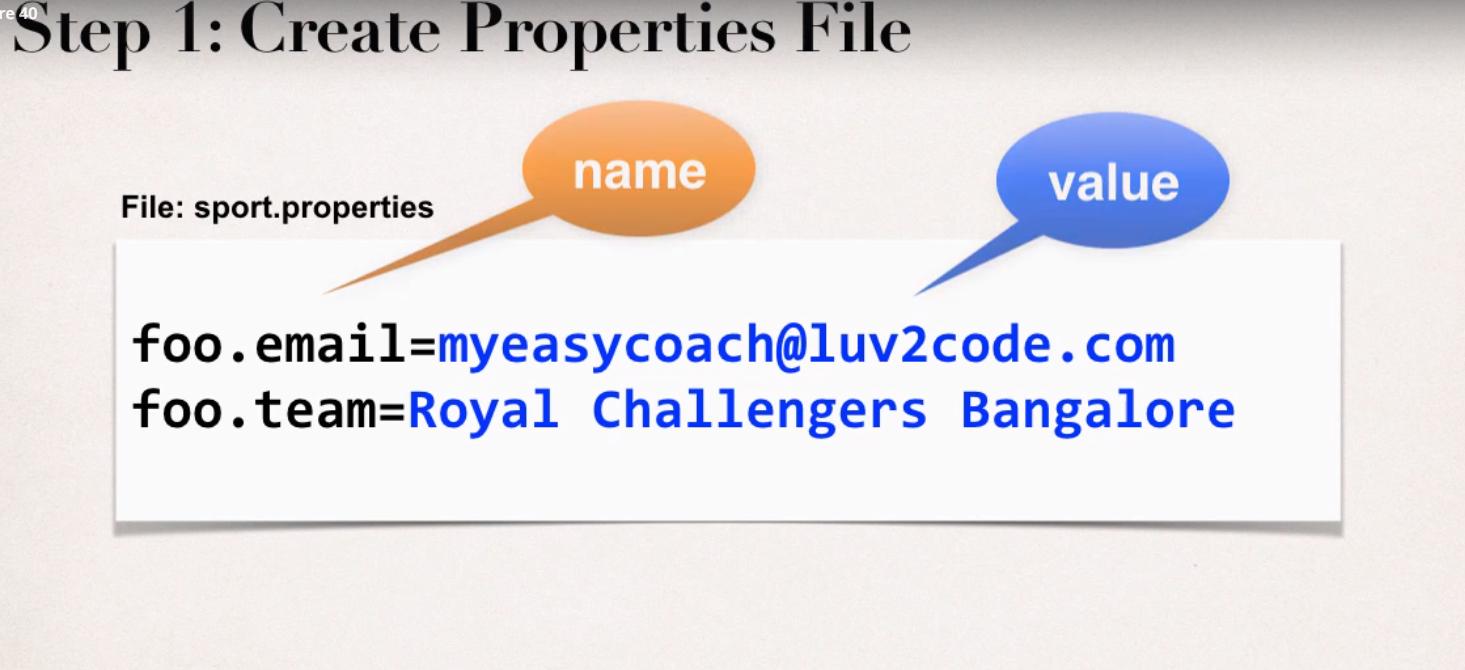 re 40
Step 1: Create Properties File
name
value
File: sport.properties
foo.email=myeasycoach@luv2code.com
foo.team=Royal Challengers Bangalore